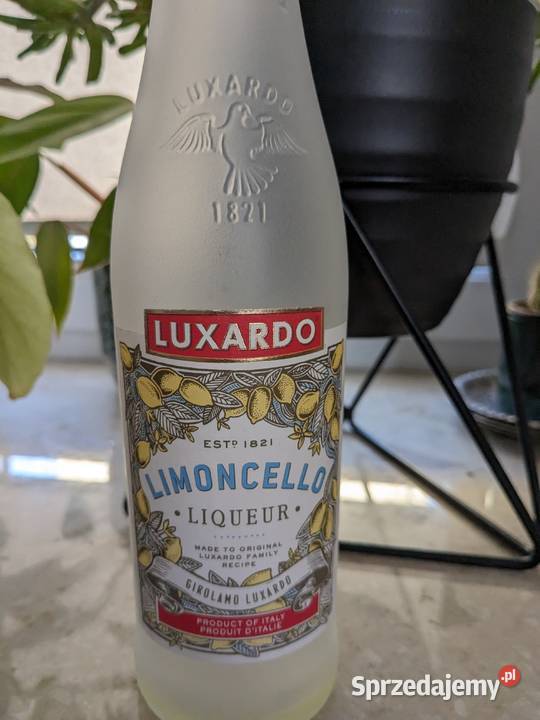 LUXARDO
1821
LUXARDO
ESTD 1821
LIMONCELLO
• LIQUEUR •
MADE TO ORIGINAL
LUXARDO FAMILY
RECIPE
GIROLAMO LUXARDO
PRODUCT OF ITALY
PRODUIT D'ITALIE
Sprzedajemy.pl